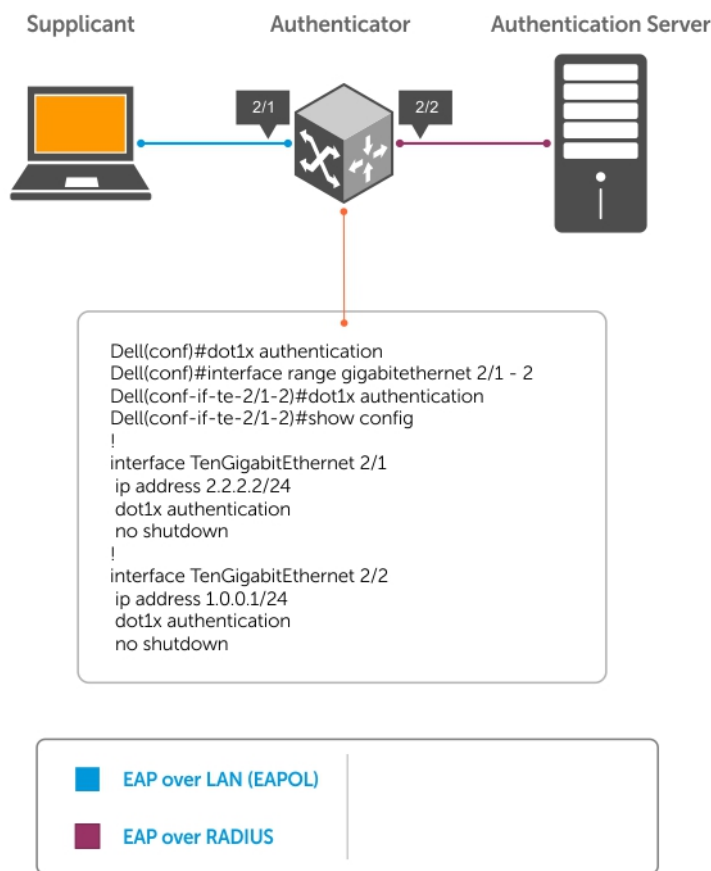 Supplicant
Authenticator
Authentication Server
2/1
2/2
Dell(conf)#dot1x authentication
Dell(conf)#interface range gigabitethernet 2/1 - 2
Dell(conf-if-te-2/1-2)#dot1x authentication
Dell(conf-if-te-2/1-2)#show config
!
interface TenGigabitEthernet 2/1
ip address 2.2.2.2/24
dot1x authentication
no shutdown
!
interface TenGigabitEthernet 2/2
ip address 1.0.0.1/24
dot1x authentication
no shutdown
EAP over LAN (EAPOL)
EAP over RADIUS